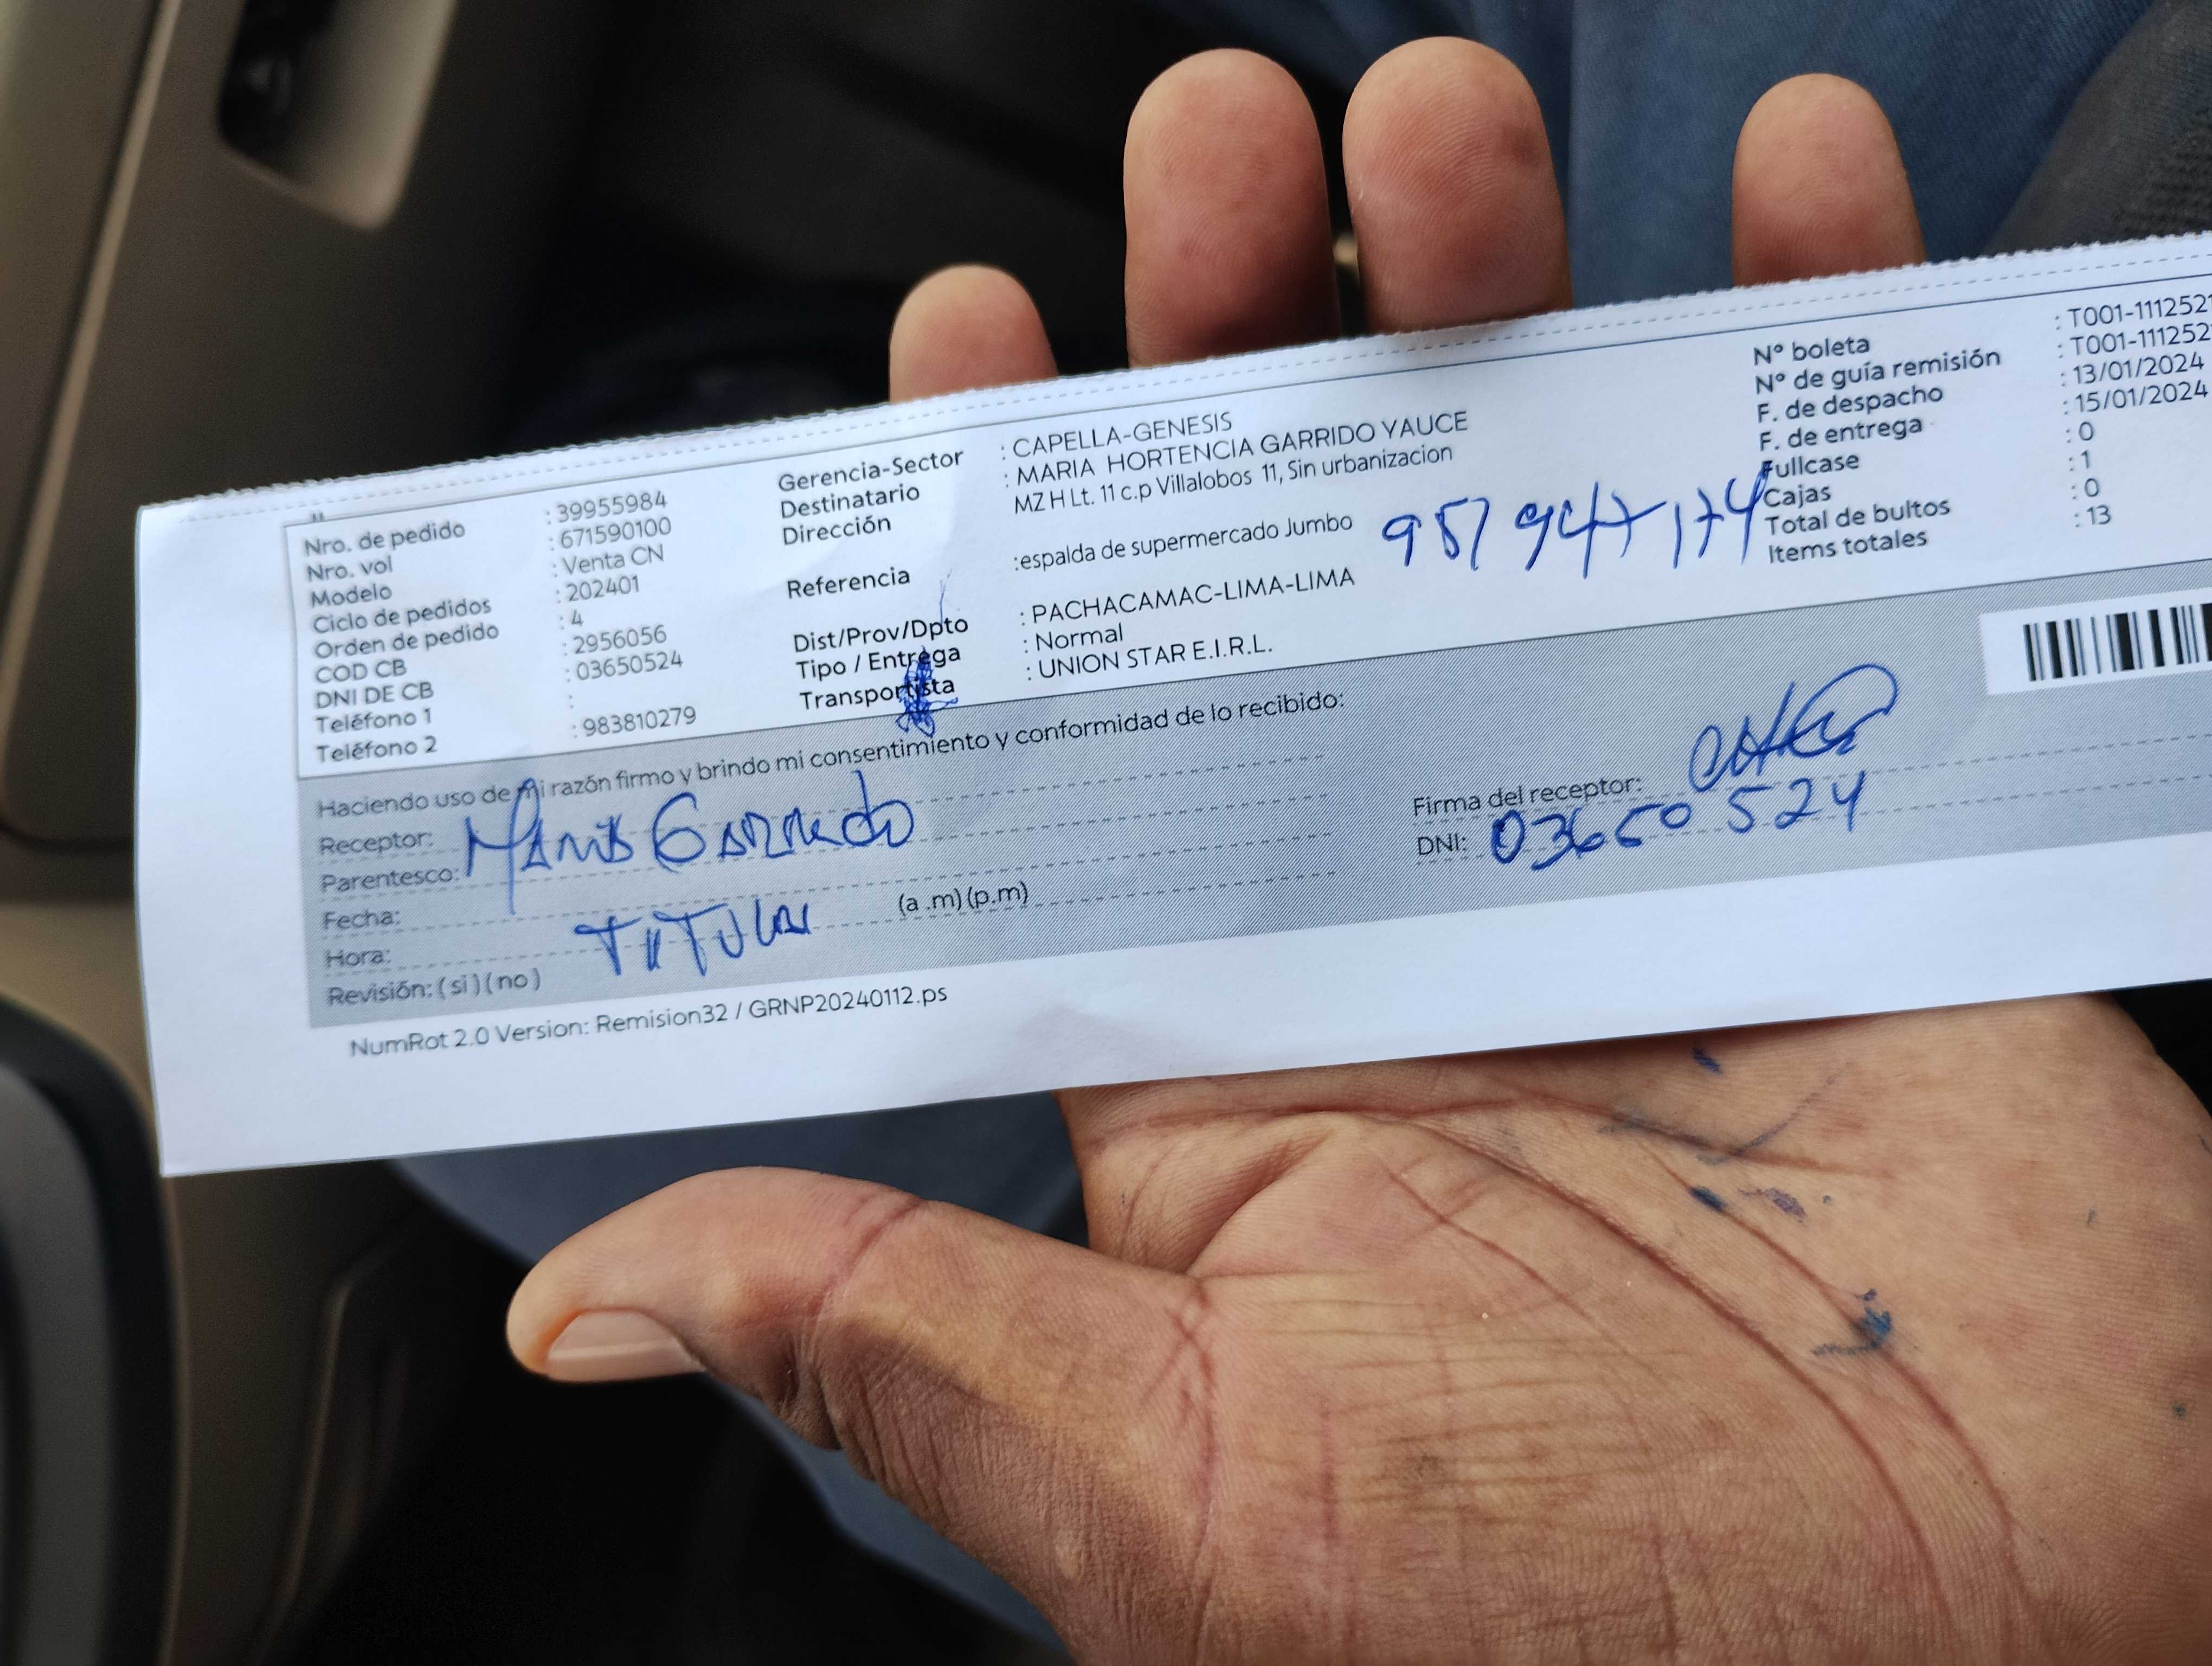 Nro. de pedido : 39955984
Nro. vol : 671590100
Modelo : Venta CN
Ciclo de pedidos : 202401
Orden de pedido : 4
COD CB : 2956056
DNI DE CB : 03650524
Teléfono 1 :
Teléfono 2 : 983810279
Gerencia-Sector : CAPELLA-GENESIS
Destinatario : MARIA HORTENCIA GARRIDO YAUCE
Dirección MZ H Lt. 11 c.p Villalobos 11, Sin urbanizacion
Referencia :espalda de supermercado Jumbo
957 947 174
Dist/Prov/Dpto : PACHACAMAC-LIMA-LIMA
Tipo / Entrega : Normal
Transportista : UNION STAR E.I.R.L.
Nº boleta : T001-111252
Nº de guía remisión : T001-111252
F. de despacho : 13/01/2024
F. de entrega : 15/01/2024
Fullcase : 0
Cajas : 1
Total de bultos : 0
Items totales : 13
Haciendo uso de mi razón firmo y brindo mi consentimiento y conformidad de lo recibido:
Receptor: Garrido
Parentesco:
Fecha:
Hora: TiTULAR (a .m) (p.m)
Revisión: ( si ) ( no )
Firma del receptor:
DNI: 03650524
NumRot 2.0 Version: Remision32 / GRNP20240112.ps